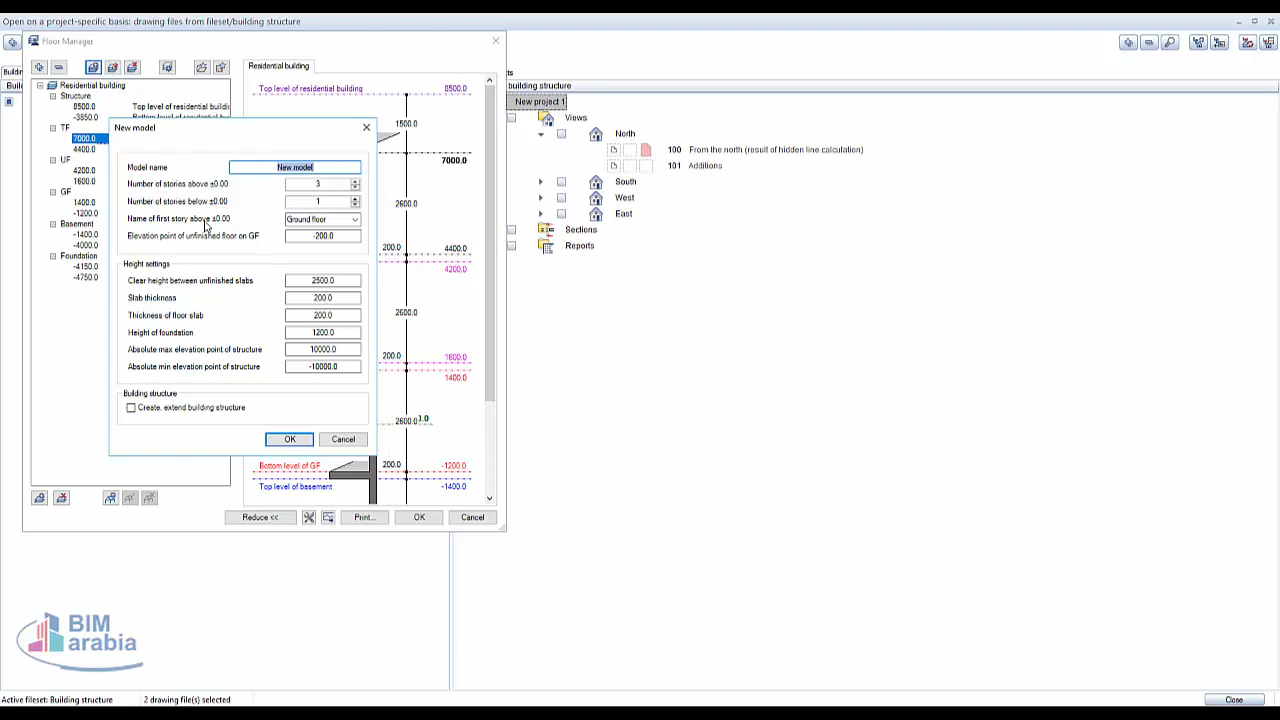 Open on a project-specific basis: drawing files from fileset/building structure
Floor Manager
Residential building
building structure
New project 1
Residential building
Structure
8500.0 Top level of residential buildin
-3850.0
TF
7000.0
4400.0
UF
4200.0
1600.0
GF
1400.0
-1200.0
Basement
-1400.0
-4000.0
Foundation
-4150.0
-4750.0
New model
Model name New model
Number of stories above ±0.00 3
Number of stories below ±0.00 1
Name of first story above ±0.00 Ground floor
Elevation point of unfinished floor on GF -200.0
Height settings
Clear height between unfinished slabs 2500.0
Slab thickness 200.0
Thickness of floor slab 200.0
Height of foundation 1200.0
Absolute max elevation point of structure 10000.0
Absolute min elevation point of structure -10000.0
Building structure
Create, extend building structure
OK Cancel
Top level of residential building 8500.0
1500.0
7000.0
2600.0
200.0 4400.0
4200.0
2600.0
200.0 1600.0
1400.0
2600.0
Bottom level of GF 200.0 -1200.0
Top level of basement -1400.0
Reduce << Print... OK Cancel
Views
North
100 From the north (result of hidden line calculation)
101 Additions
South
West
East
Sections
Reports
BIM
arabia
Active fileset: Building structure 2 drawing file(s) selected
Close